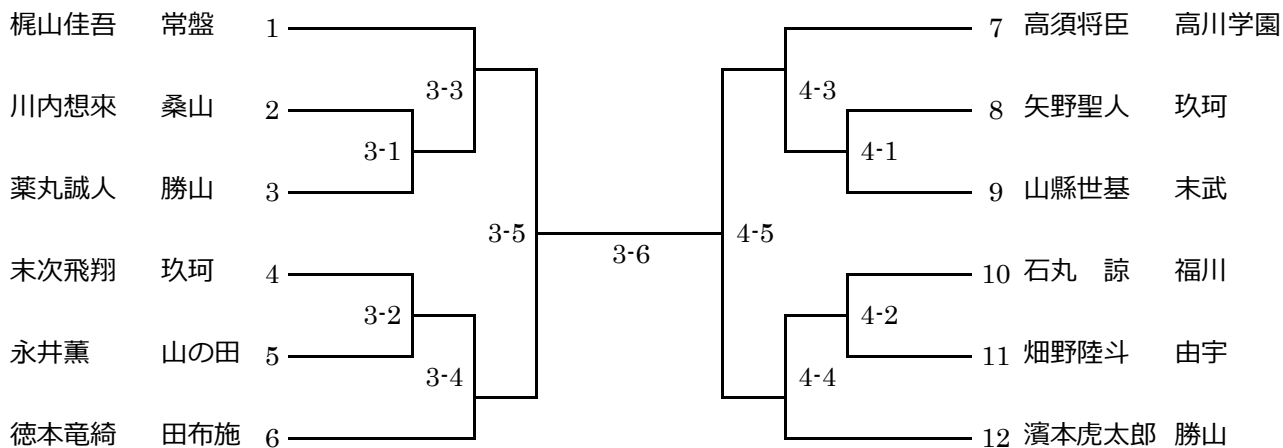 梶山佳吾 常盤 1
川内想來 桑山 2
薬丸誠人 勝山 3
末次飛翔 玖珂 4
永井薫 山の田 5
徳本竜綺 田布施 6
3-3
3-1
3-5
3-2
3-4
3-6
7 高須将臣 高川学園
8 矢野聖人 玖珂
9 山縣世基 末武
10 石丸 諒 福川
11 畑野陸斗 由宇
12 濱本虎太郎 勝山
4-3
4-1
4-5
4-2
4-4